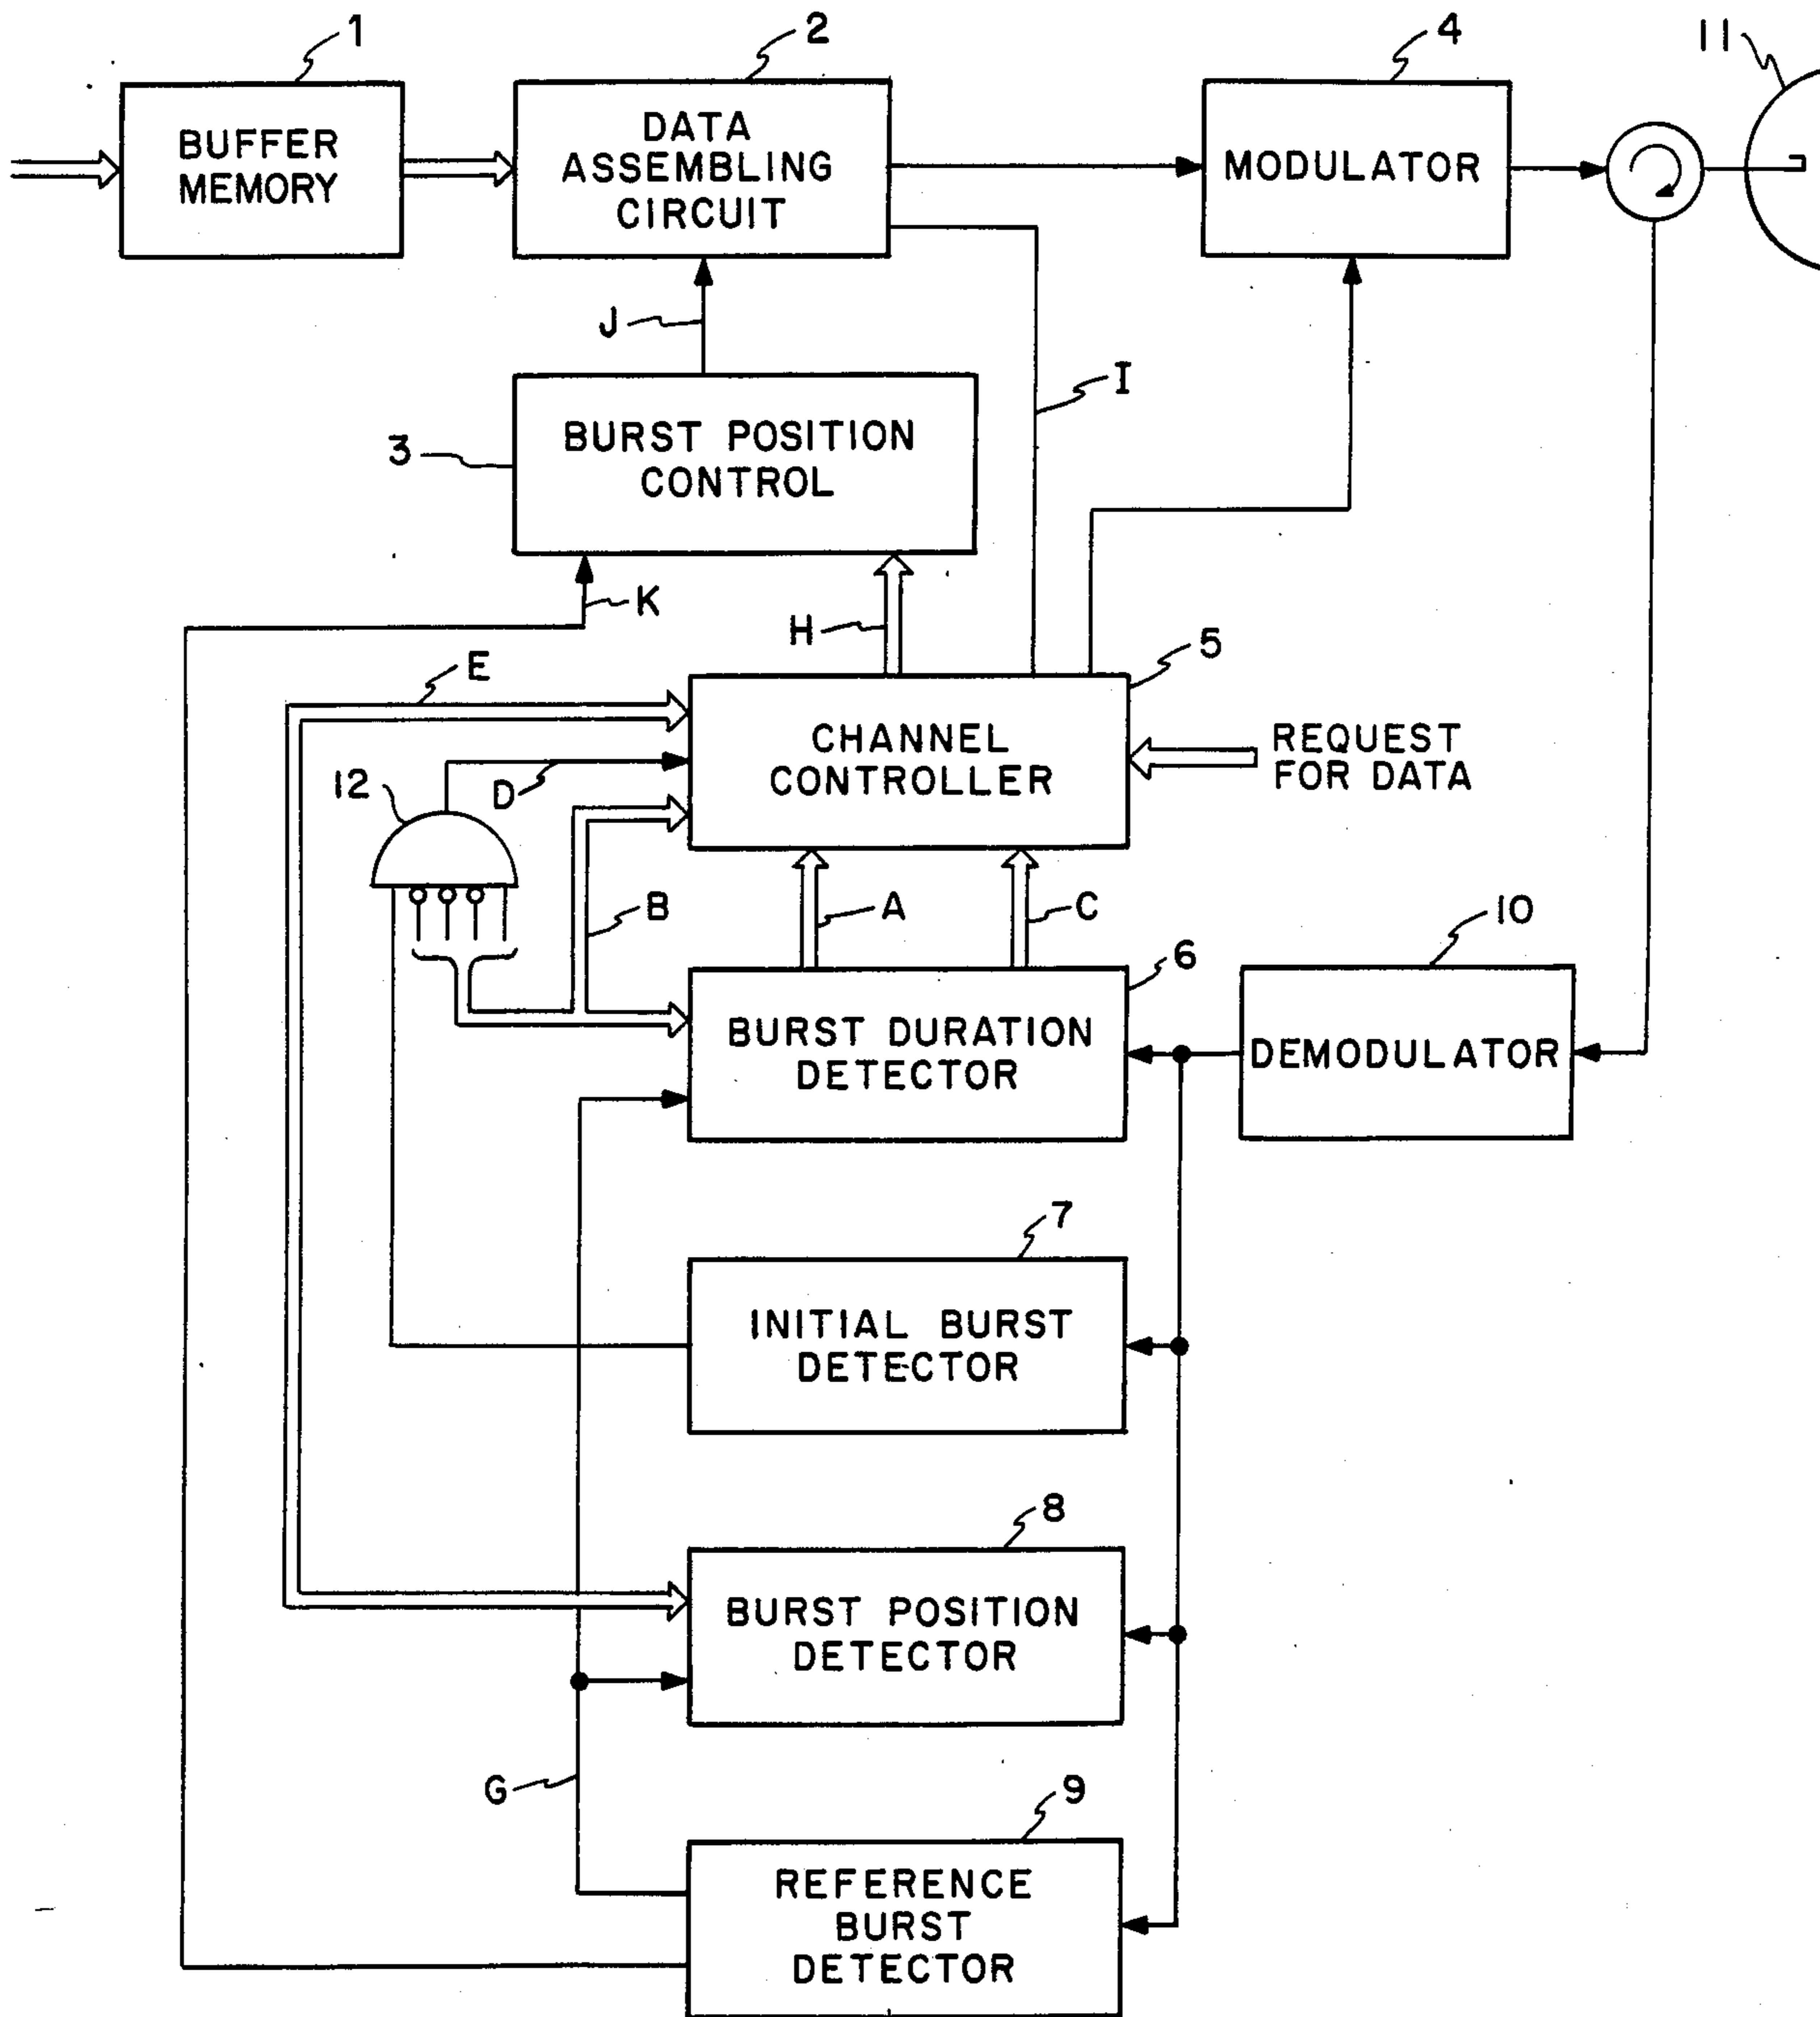 1
2
4
11
BUFFER
MEMORY
DATA
ASSEMBLING
CIRCUIT
MODULATOR
J
I
3
BURST POSITION
CONTROL
K
H
E
5
CHANNEL
CONTROLLER
REQUEST
FOR DATA
12
D
B
A
C
10
6
BURST DURATION
DETECTOR
DEMODULATOR
7
INITIAL BURST
DETECTOR
8
BURST POSITION
DETECTOR
G
9
REFERENCE
BURST
DETECTOR